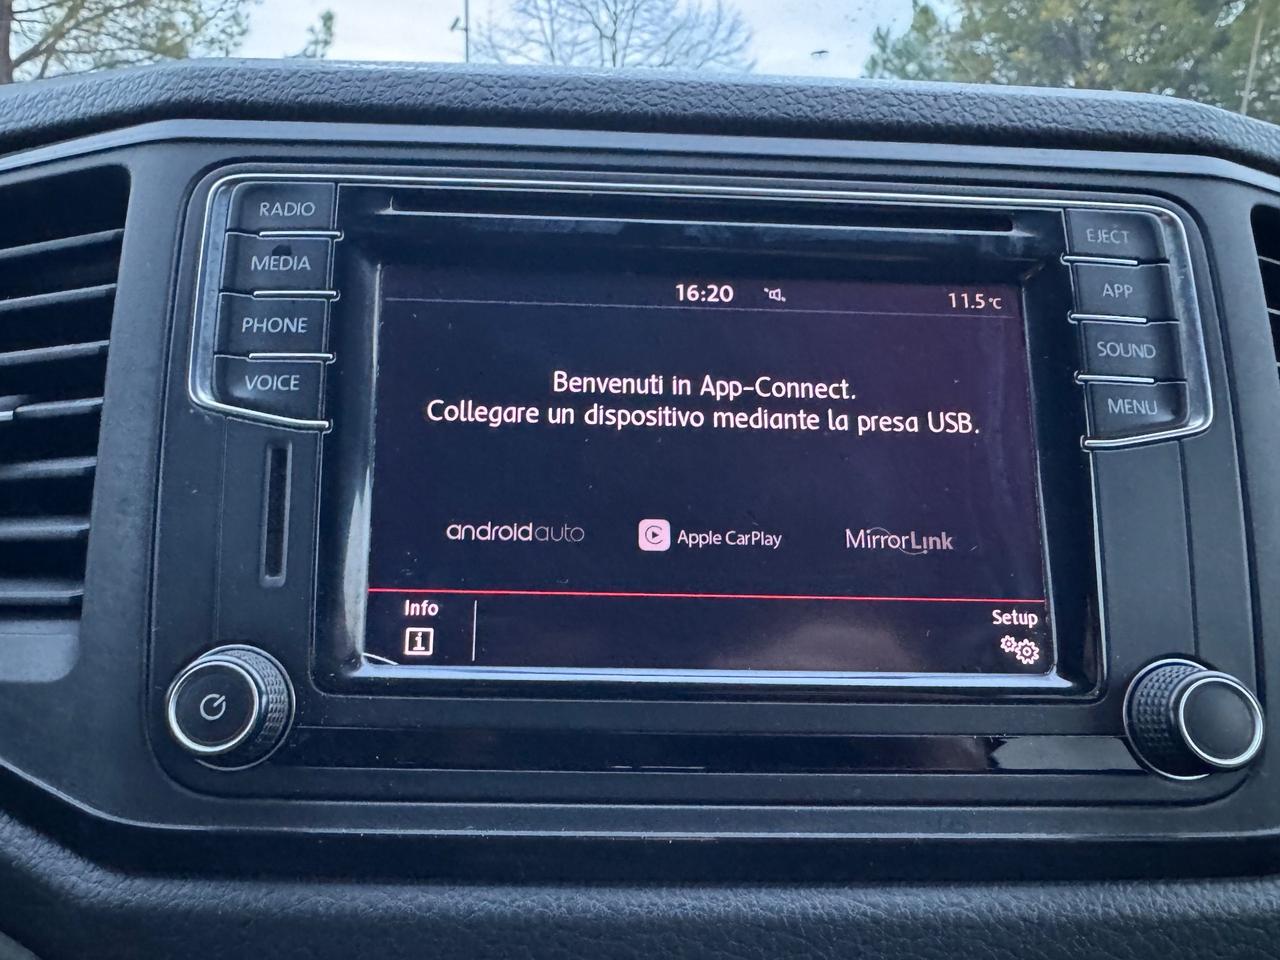 RADIO
MEDIA
PHONE
VOICE
EJECT
APP
SOUND
MENU
16:20
11.5°C
Benvenuti in App-Connect.
Collegare un dispositivo mediante la presa USB.
androidauto
Apple CarPlay
MirrorLink
Info
i
Setup